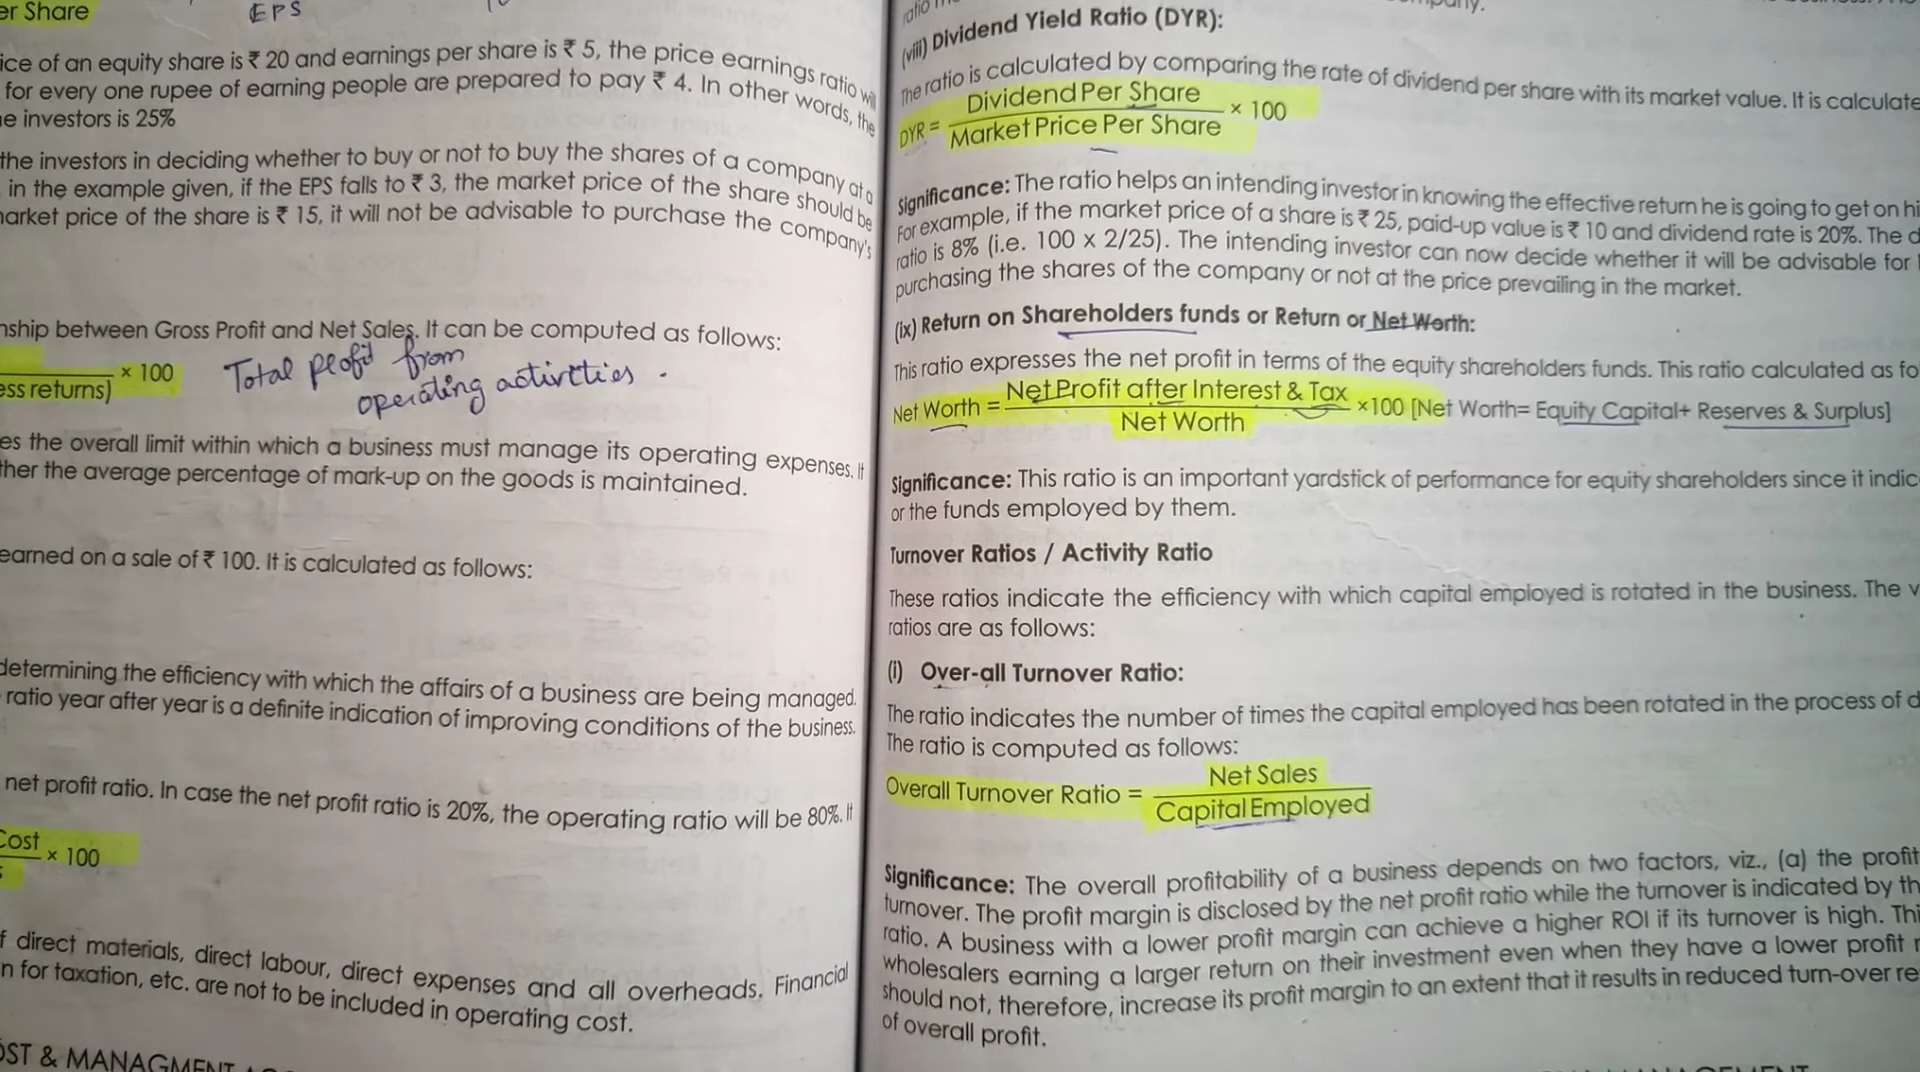 er Share
EPS
ice of an equity share is ₹ 20 and earnings per share is ₹ 5, the price earnings ratio will
for every one rupee of earning people are prepared to pay ₹ 4. In other words, the
e investors is 25%
the investors in deciding whether to buy or not to buy the shares of a company at a
in the example given, if the EPS falls to ₹ 3, the market price of the share should be
market price of the share is ₹ 15, it will not be advisable to purchase the company's
nship between Gross Profit and Net Sales. It can be computed as follows:
ess returns) × 100
Total profit from
operating activities.
es the overall limit within which a business must manage its operating expenses. It
ther the average percentage of mark-up on the goods is maintained.
earned on a sale of ₹ 100. It is calculated as follows:
determining the efficiency with which the affairs of a business are being managed.
ratio year after year is a definite indication of improving conditions of the business.
net profit ratio. In case the net profit ratio is 20%, the operating ratio will be 80%. It
Cost
× 100
f direct materials, direct labour, direct expenses and all overheads. Financial
n for taxation, etc. are not to be included in operating cost.
OST & MANAGMENT
ratio
(viii) Dividend Yield Ratio (DYR):
The ratio is calculated by comparing the rate of dividend per share with its market value. It is calculate
DYR = Dividend Per Share
Market Price Per Share × 100
Significance: The ratio helps an intending investor in knowing the effective return he is going to get on hi
For example, if the market price of a share is ₹ 25, paid-up value is ₹ 10 and dividend rate is 20%. The d
ratio is 8% (i.e. 100 x 2/25). The intending investor can now decide whether it will be advisable for
purchasing the shares of the company or not at the price prevailing in the market.
(ix) Return on Shareholders funds or Return or Net Worth:
This ratio expresses the net profit in terms of the equity shareholders funds. This ratio calculated as fo
Net Worth = Net Profit after Interest & Tax
Net Worth ×100 [Net Worth= Equity Capital+ Reserves & Surplus]
Significance: This ratio is an important yardstick of performance for equity shareholders since it indic
or the funds employed by them.
Turnover Ratios / Activity Ratio
These ratios indicate the efficiency with which capital employed is rotated in the business. The v
ratios are as follows:
(i) Over-all Turnover Ratio:
The ratio indicates the number of times the capital employed has been rotated in the process of d
The ratio is computed as follows:
Overall Turnover Ratio = Net Sales
Capital Employed
Significance: The overall profitability of a business depends on two factors, viz., (a) the profit
turnover. The profit margin is disclosed by the net profit ratio while the turnover is indicated by th
ratio. A business with a lower profit margin can achieve a higher ROI if its turnover is high. Thi
wholesalers earning a larger return on their investment even when they have a lower profit
should not, therefore, increase its profit margin to an extent that it results in reduced turn-over re
of overall profit.